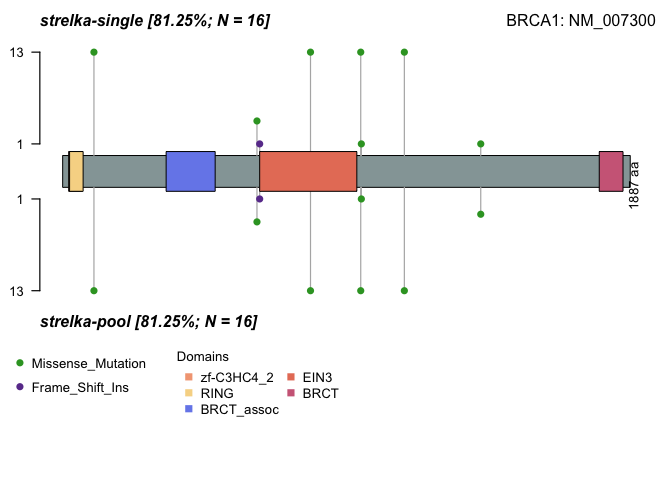 strelka-single [81.25%; N = 16]
BRCA1: NM_007300
13
1
1
13
1887 aa
strelka-pool [81.25%; N = 16]
Missense_Mutation
Frame_Shift_Ins
Domains
zf-C3HC4_2
RING
BRCT_assoc
EIN3
BRCT